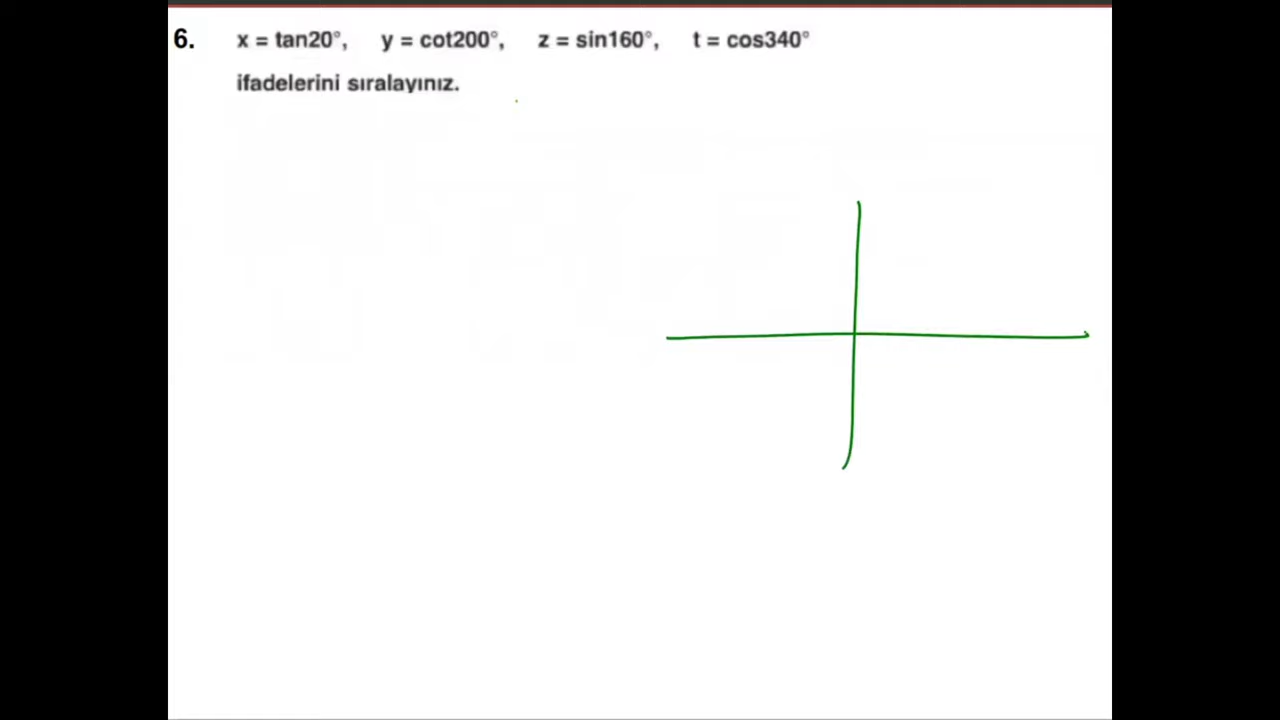 6. x = tan20°, y = cot200°, z = sin160°, t = cos340°
ifadelerini sıralayınız.